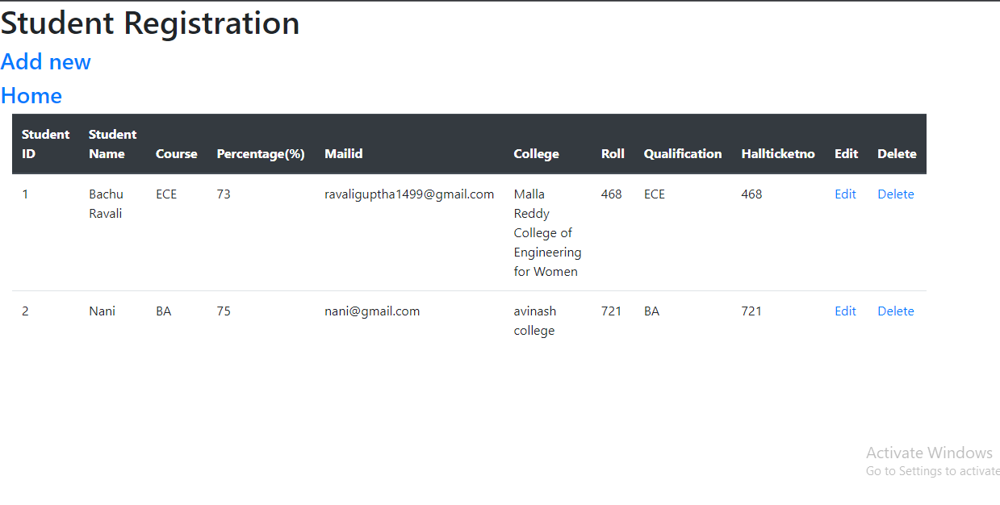 Student Registration
Add new
Home
Student ID Student Name Course Percentage(%) Mailid College Roll Qualification Hallticketno Edit Delete
1 Bachu Ravali ECE 73 ravaliguptha1499@gmail.com Malla Reddy College of Engineering for Women 468 ECE 468 Edit Delete
2 Nani BA 75 nani@gmail.com avinash college 721 BA 721 Edit Delete
Activate Windows
Go to Settings to activate